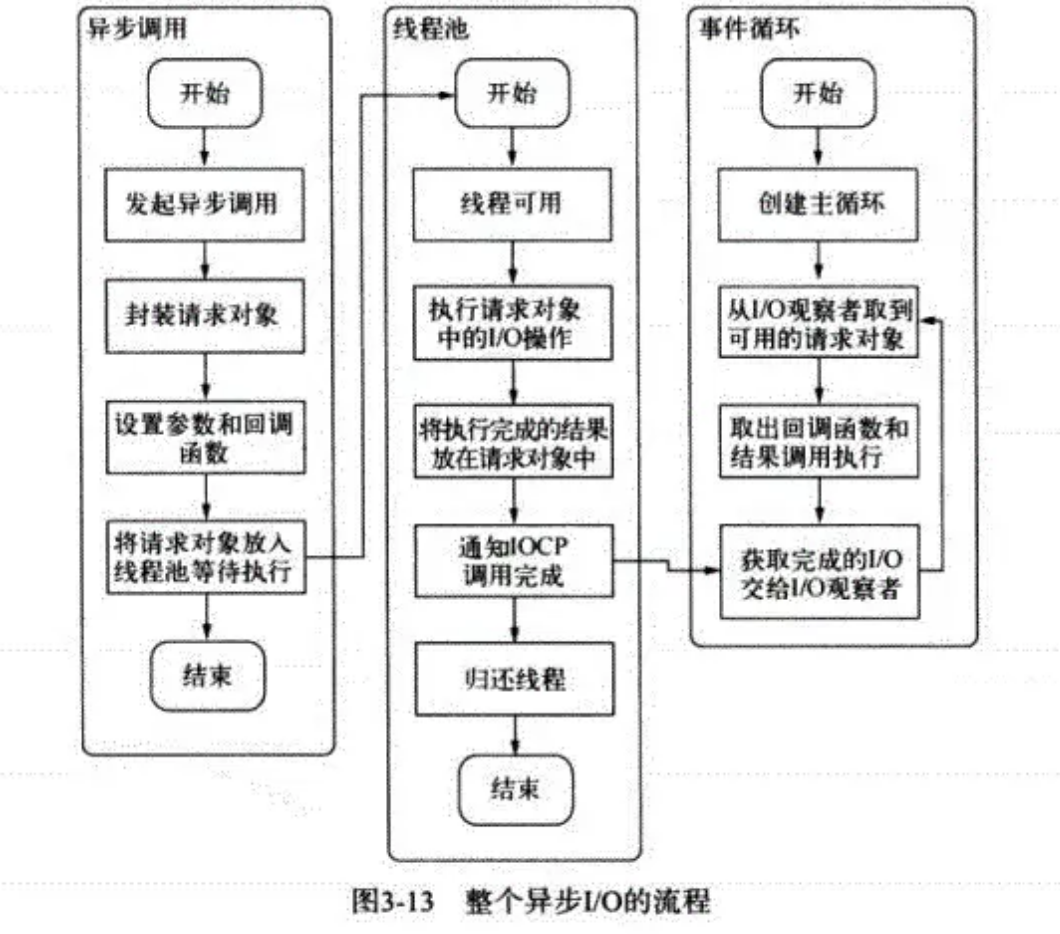 异步调用
开始
发起异步调用
封装请求对象
设置参数和回调
函数
将请求对象放入
线程池等待执行
结束
线程池
开始
线程可用
执行请求对象
中的I/O操作
将执行完成的结果
放在请求对象中
通知IOCP
调用完成
归还线程
结束
事件循环
开始
创建主循环
从I/O观察者取到
可用的请求对象
取出回调函数和
结果调用执行
获取完成的I/O
交给I/O观察者
图3-13 整个异步I/O的流程